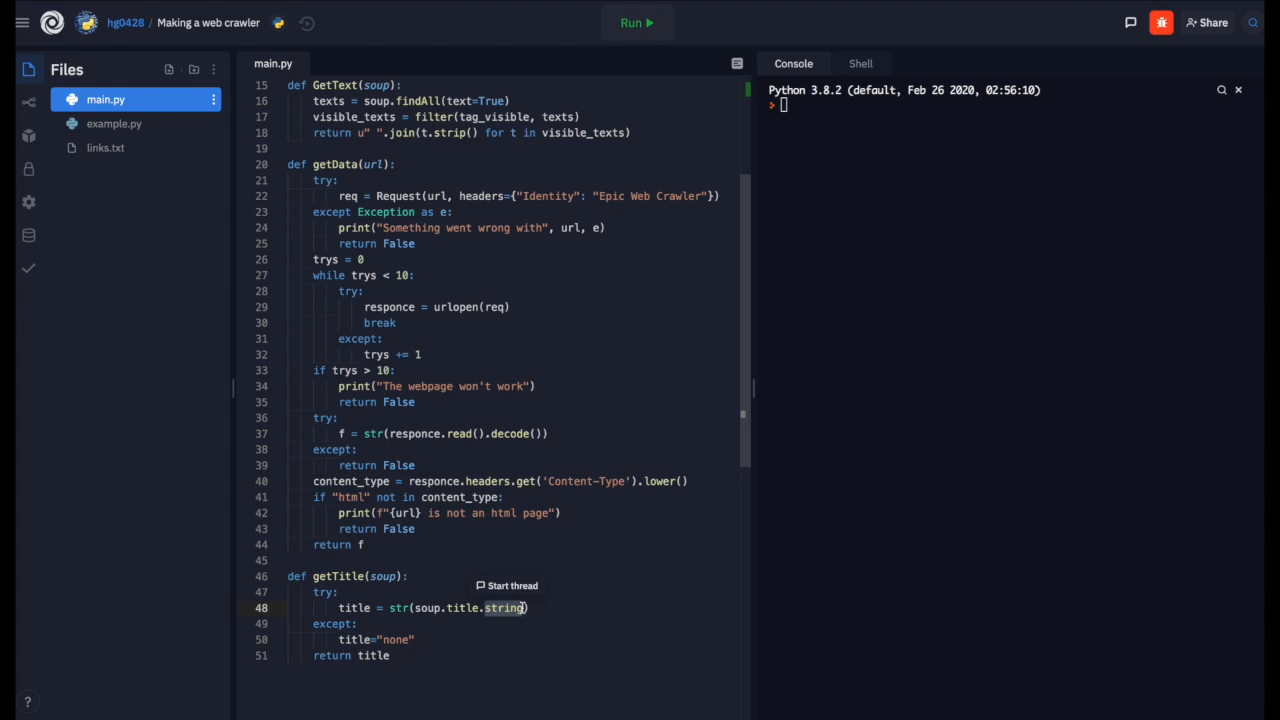 hg0428 / Making a web crawler
Run
Share
Files
main.py
example.py
links.txt
main.py
15 def GetText(soup):
16 texts = soup.findAll(text=True)
17 visible_texts = filter(tag_visible, texts)
18 return u" ".join(t.strip() for t in visible_texts)
19
20 def getData(url):
21 try:
22 req = Request(url, headers={"Identity": "Epic Web Crawler"})
23 except Exception as e:
24 print("Something went wrong with", url, e)
25 return False
26 trys = 0
27 while trys < 10:
28 try:
29 responce = urlopen(req)
30 break
31 except:
32 trys += 1
33 if trys > 10:
34 print("The webpage won't work")
35 return False
36 try:
37 f = str(responce.read().decode())
38 except:
39 return False
40 content_type = responce.headers.get('Content-Type').lower()
41 if "html" not in content_type:
42 print(f"{url} is not an html page")
43 return False
44 return f
45
46 def getTitle(soup):
Start thread
47 try:
48 title = str(soup.title.string)
49 except:
50 title="none"
51 return title
Console
Shell
Python 3.8.2 (default, Feb 26 2020, 02:56:10)
>
?